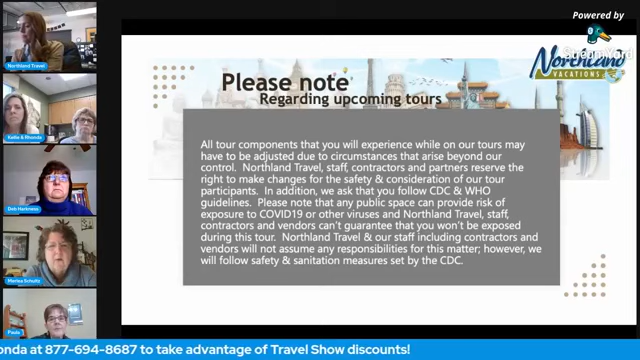 Powered by
StreamYard
Northland
VACATIONS
Northland Travel
Katie & Rhonda
Deb Harkness
Marlea Schultz
Paula
Please note
Regarding upcoming tours
All tour components that you will experience while on our tours may
have to be adjusted due to circumstances that arise beyond our
control. Northland Travel, staff, contractors and partners reserve the
right to make changes for the safety & consideration of our tour
participants. In addition, we ask that you follow CDC & WHO
guidelines. Please note that any public space can provide risk of
exposure to COVID19 or other viruses and Northland Travel, staff,
contractors and vendors can't guarantee that you won't be exposed
during this tour. Northland Travel & our staff including contractors and
vendors will not assume any responsibilities for this matter; however, we
will follow safety & sanitation measures set by the CDC.
onda at 877-694-8687 to take advantage of Travel Show discounts!